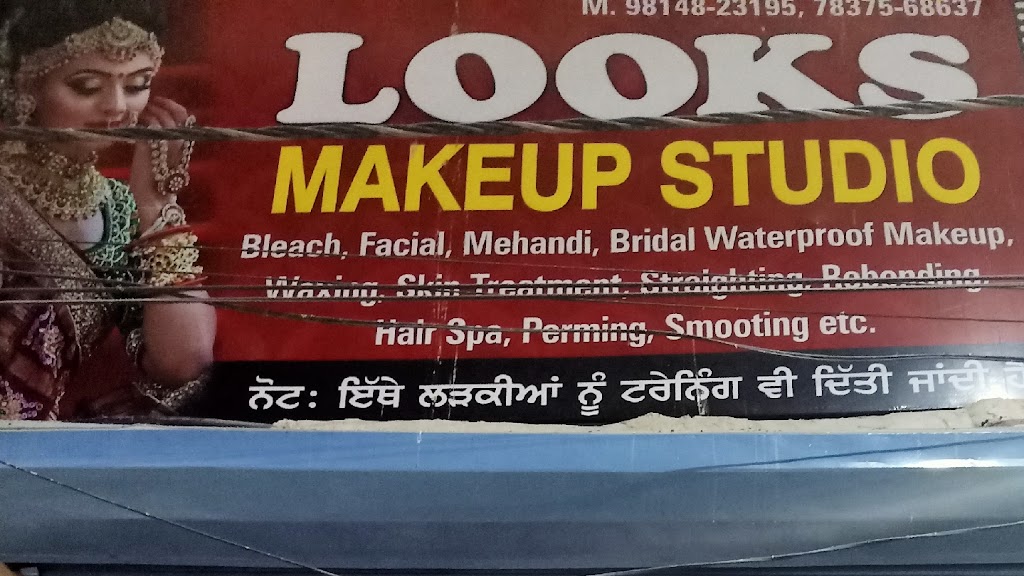 M. 98148-23195, 78375-68637
LOOKS
MAKEUP STUDIO
Bleach, Facial, Mehandi, Bridal Waterproof Makeup,
Waxing, Skin Treatment, Straighting, Rebonding,
Hair Spa, Perming, Smooting etc.
ਨੋਟ: ਇੱਥੇ ਲੜਕੀਆਂ ਨੂੰ ਟਰੇਨਿੰਗ ਵੀ ਦਿੱਤੀ ਜਾਂਦੀ